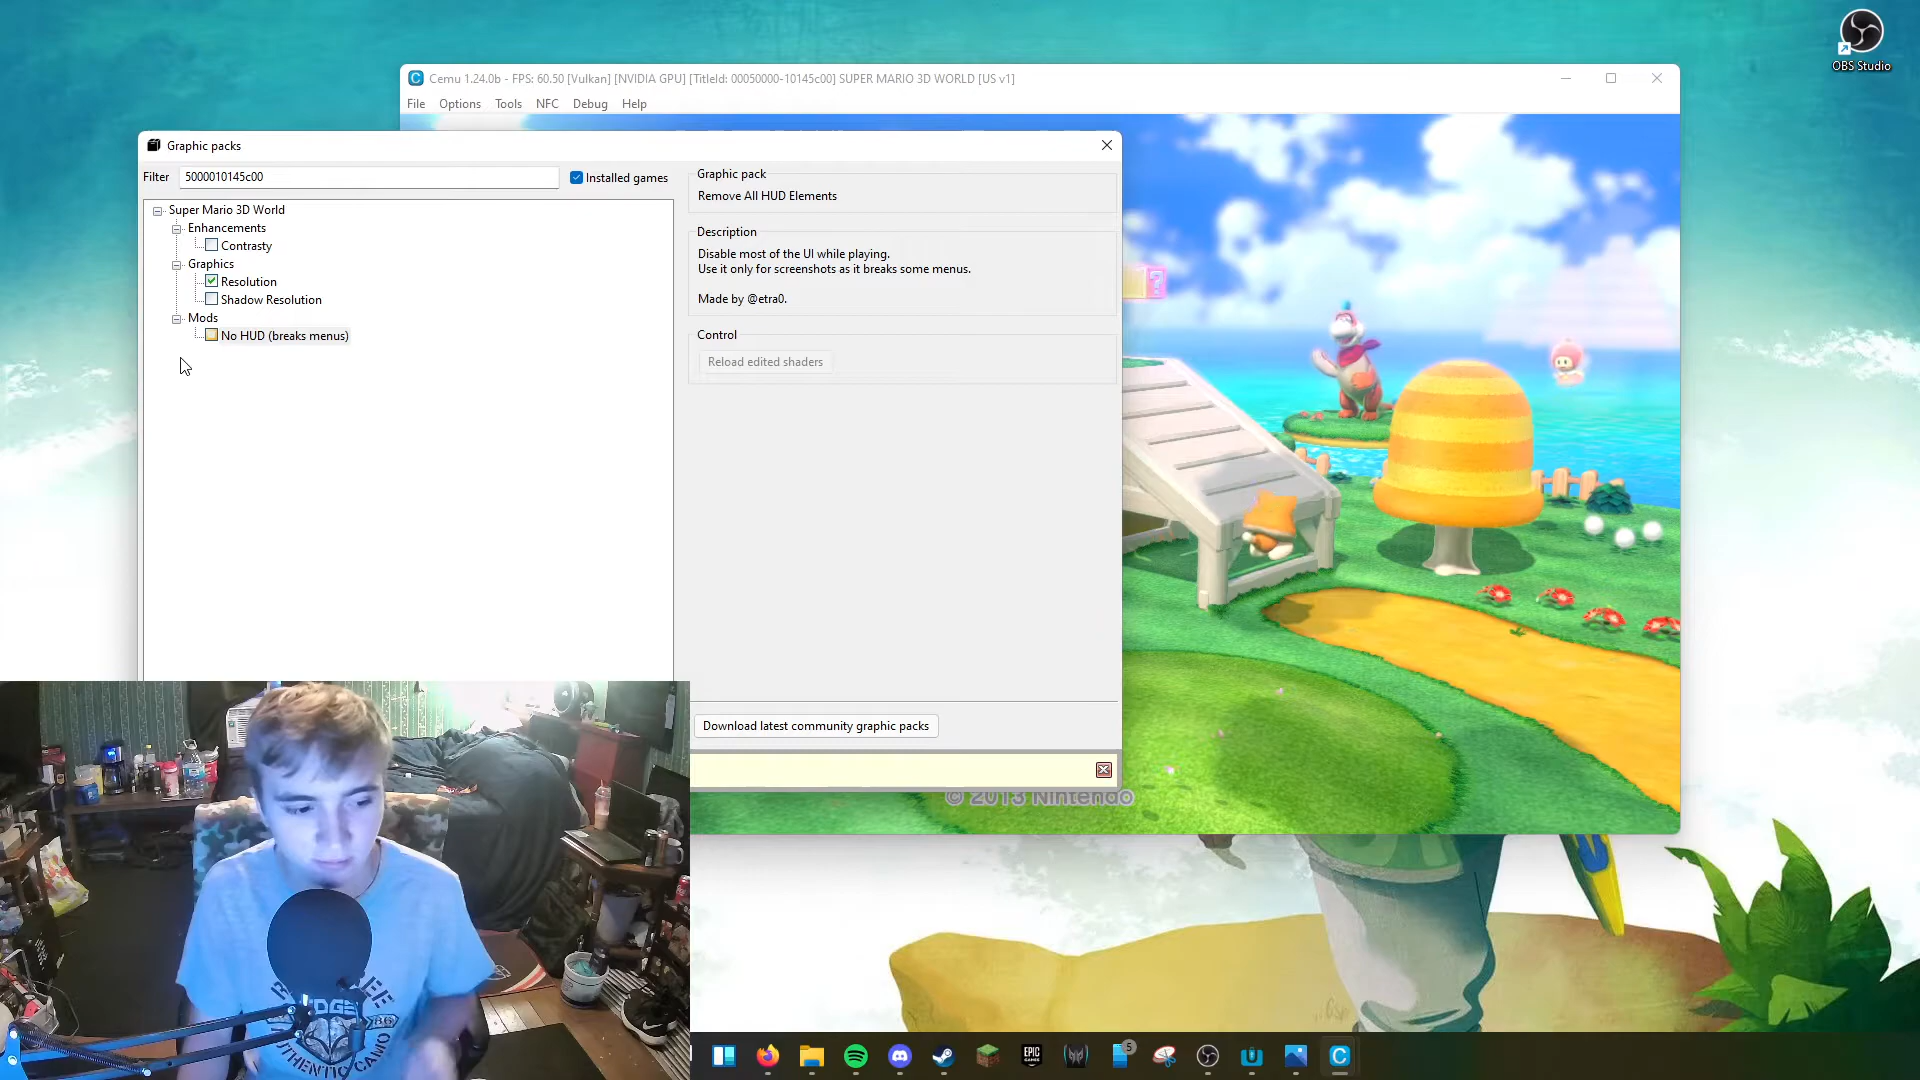 OBS Studio
Cemu 1.24.0b - FPS: 60.50 [Vulkan] [NVIDIA GPU] [TitleId: 00050000-10145c00] SUPER MARIO 3D WORLD [US v1]
File Options Tools NFC Debug Help
Graphic packs
Filter 5000010145c00 Installed games
Super Mario 3D World
Enhancements
Contrasty
Graphics
Resolution
Shadow Resolution
Mods
No HUD (breaks menus)
Graphic pack
Remove All HUD Elements
Description
Disable most of the UI while playing.
Use it only for screenshots as it breaks some menus.
Made by @etra0.
Control
Reload edited shaders
Download latest community graphic packs
© 2013 Nintendo
EPIC
GAMES
5